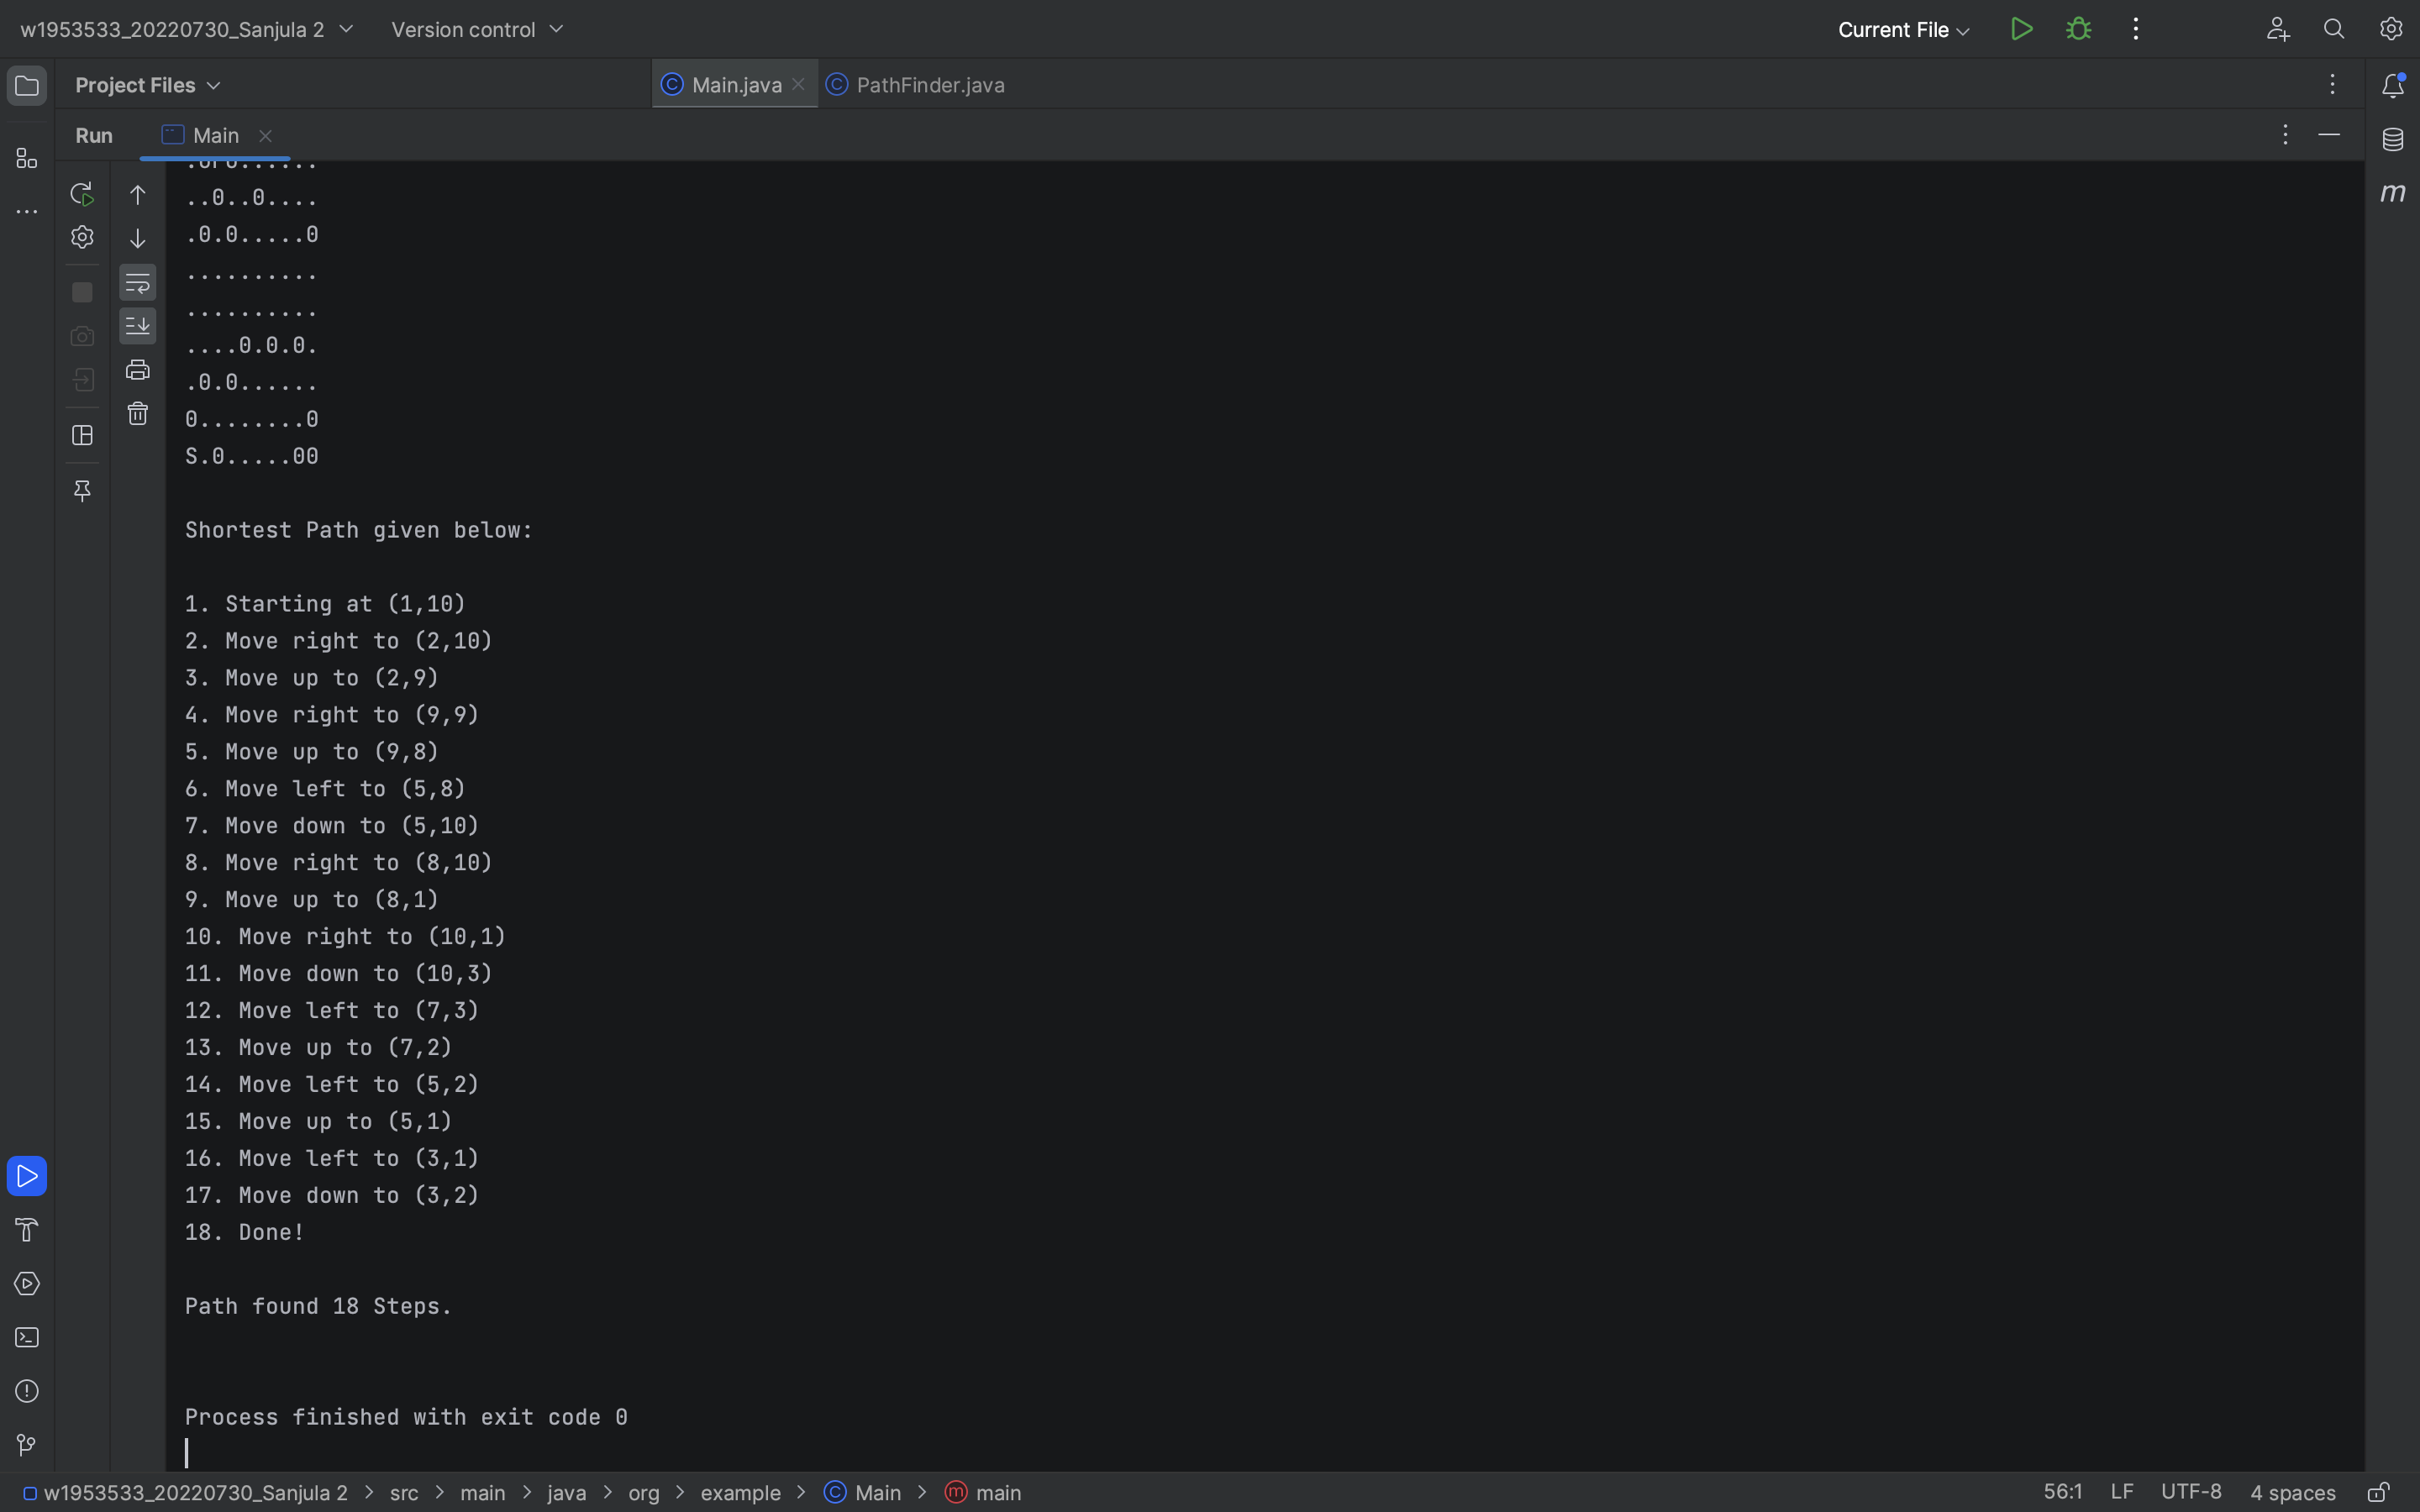 w1953533_20220730_Sanjula 2 Version control Current File
Project Files Main.java PathFinder.java
Run Main
..0..0....
.0.0.....0
..........
..........
....0.0.0.
.0.0......
0........0
S.0.....00
Shortest Path given below:
1. Starting at (1,10)
2. Move right to (2,10)
3. Move up to (2,9)
4. Move right to (9,9)
5. Move up to (9,8)
6. Move left to (5,8)
7. Move down to (5,10)
8. Move right to (8,10)
9. Move up to (8,1)
10. Move right to (10,1)
11. Move down to (10,3)
12. Move left to (7,3)
13. Move up to (7,2)
14. Move left to (5,2)
15. Move up to (5,1)
16. Move left to (3,1)
17. Move down to (3,2)
18. Done!
Path found 18 Steps.
Process finished with exit code 0
w1953533_20220730_Sanjula 2 > src > main > java > org > example > Main > main 56:1 LF UTF-8 4 spaces